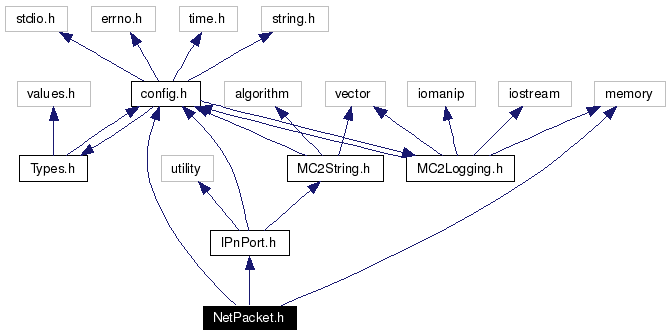 stdio.h
errno.h
time.h
string.h
values.h
config.h
algorithm
vector
iomanip
iostream
memory
Types.h
utility
MC2String.h
MC2Logging.h
IPnPort.h
NetPacket.h